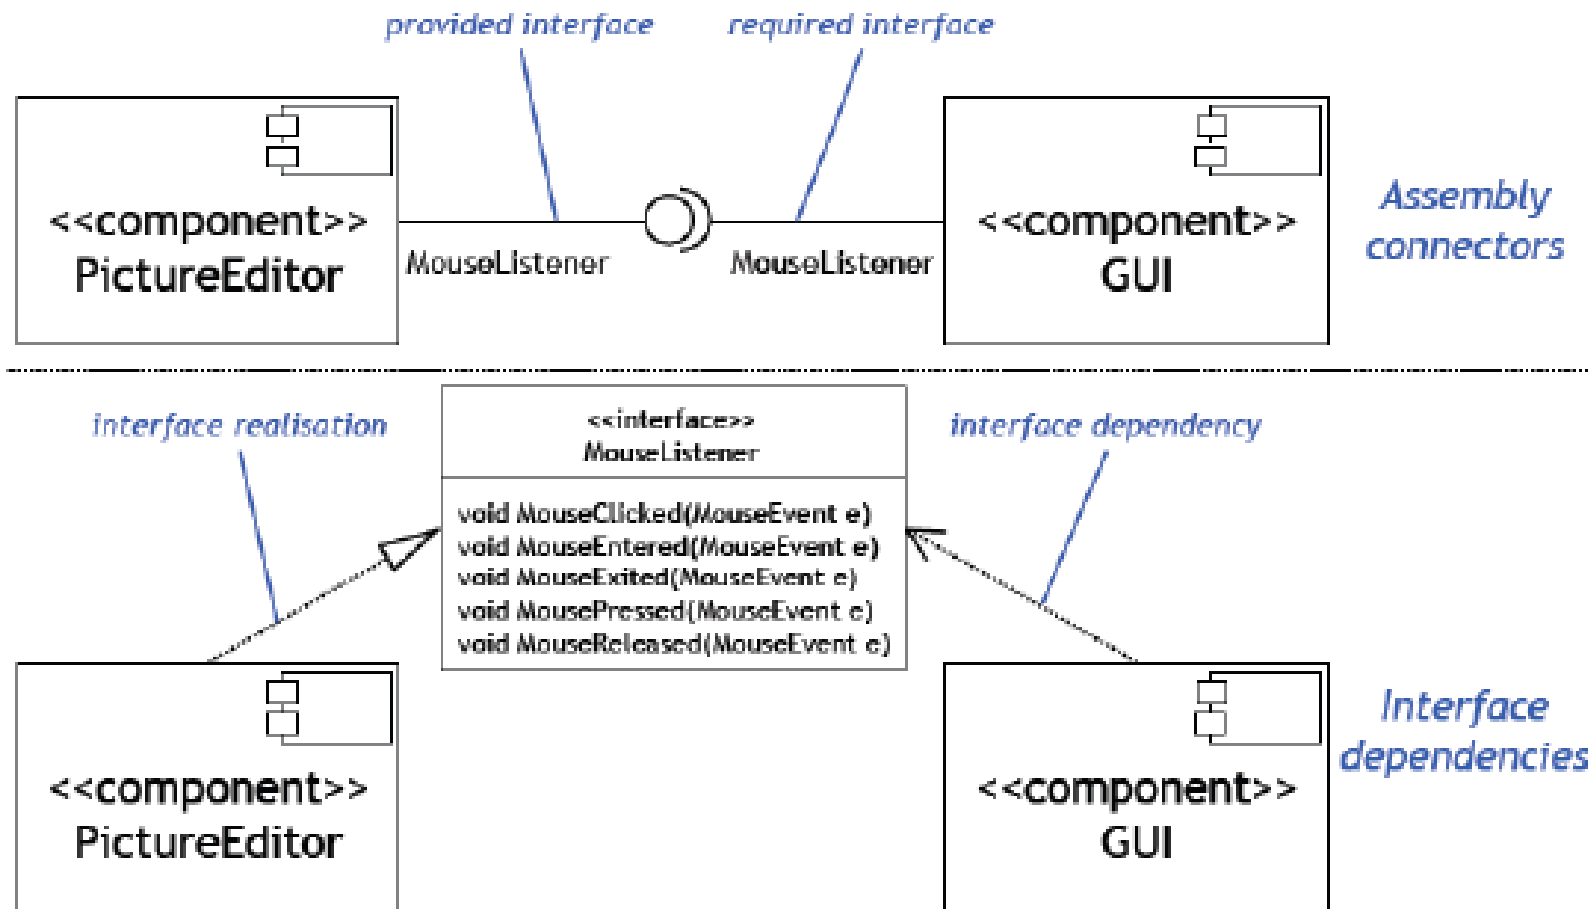 provided interface
required interface
<<component>>
PictureEditor
MouseListener
MouseListener
<<component>>
GUI
Assembly
connectors
interface realisation
<<interface>>
MouseListener
interface dependency
void MouseClicked(MouseEvent e)
void MouseEntered(MouseEvent e)
void MouseExited(MouseEvent e)
void MousePressed(MouseEvent e)
void MouseReleased(MouseEvent e)
<<component>>
PictureEditor
<<component>>
GUI
Interface
dependencies